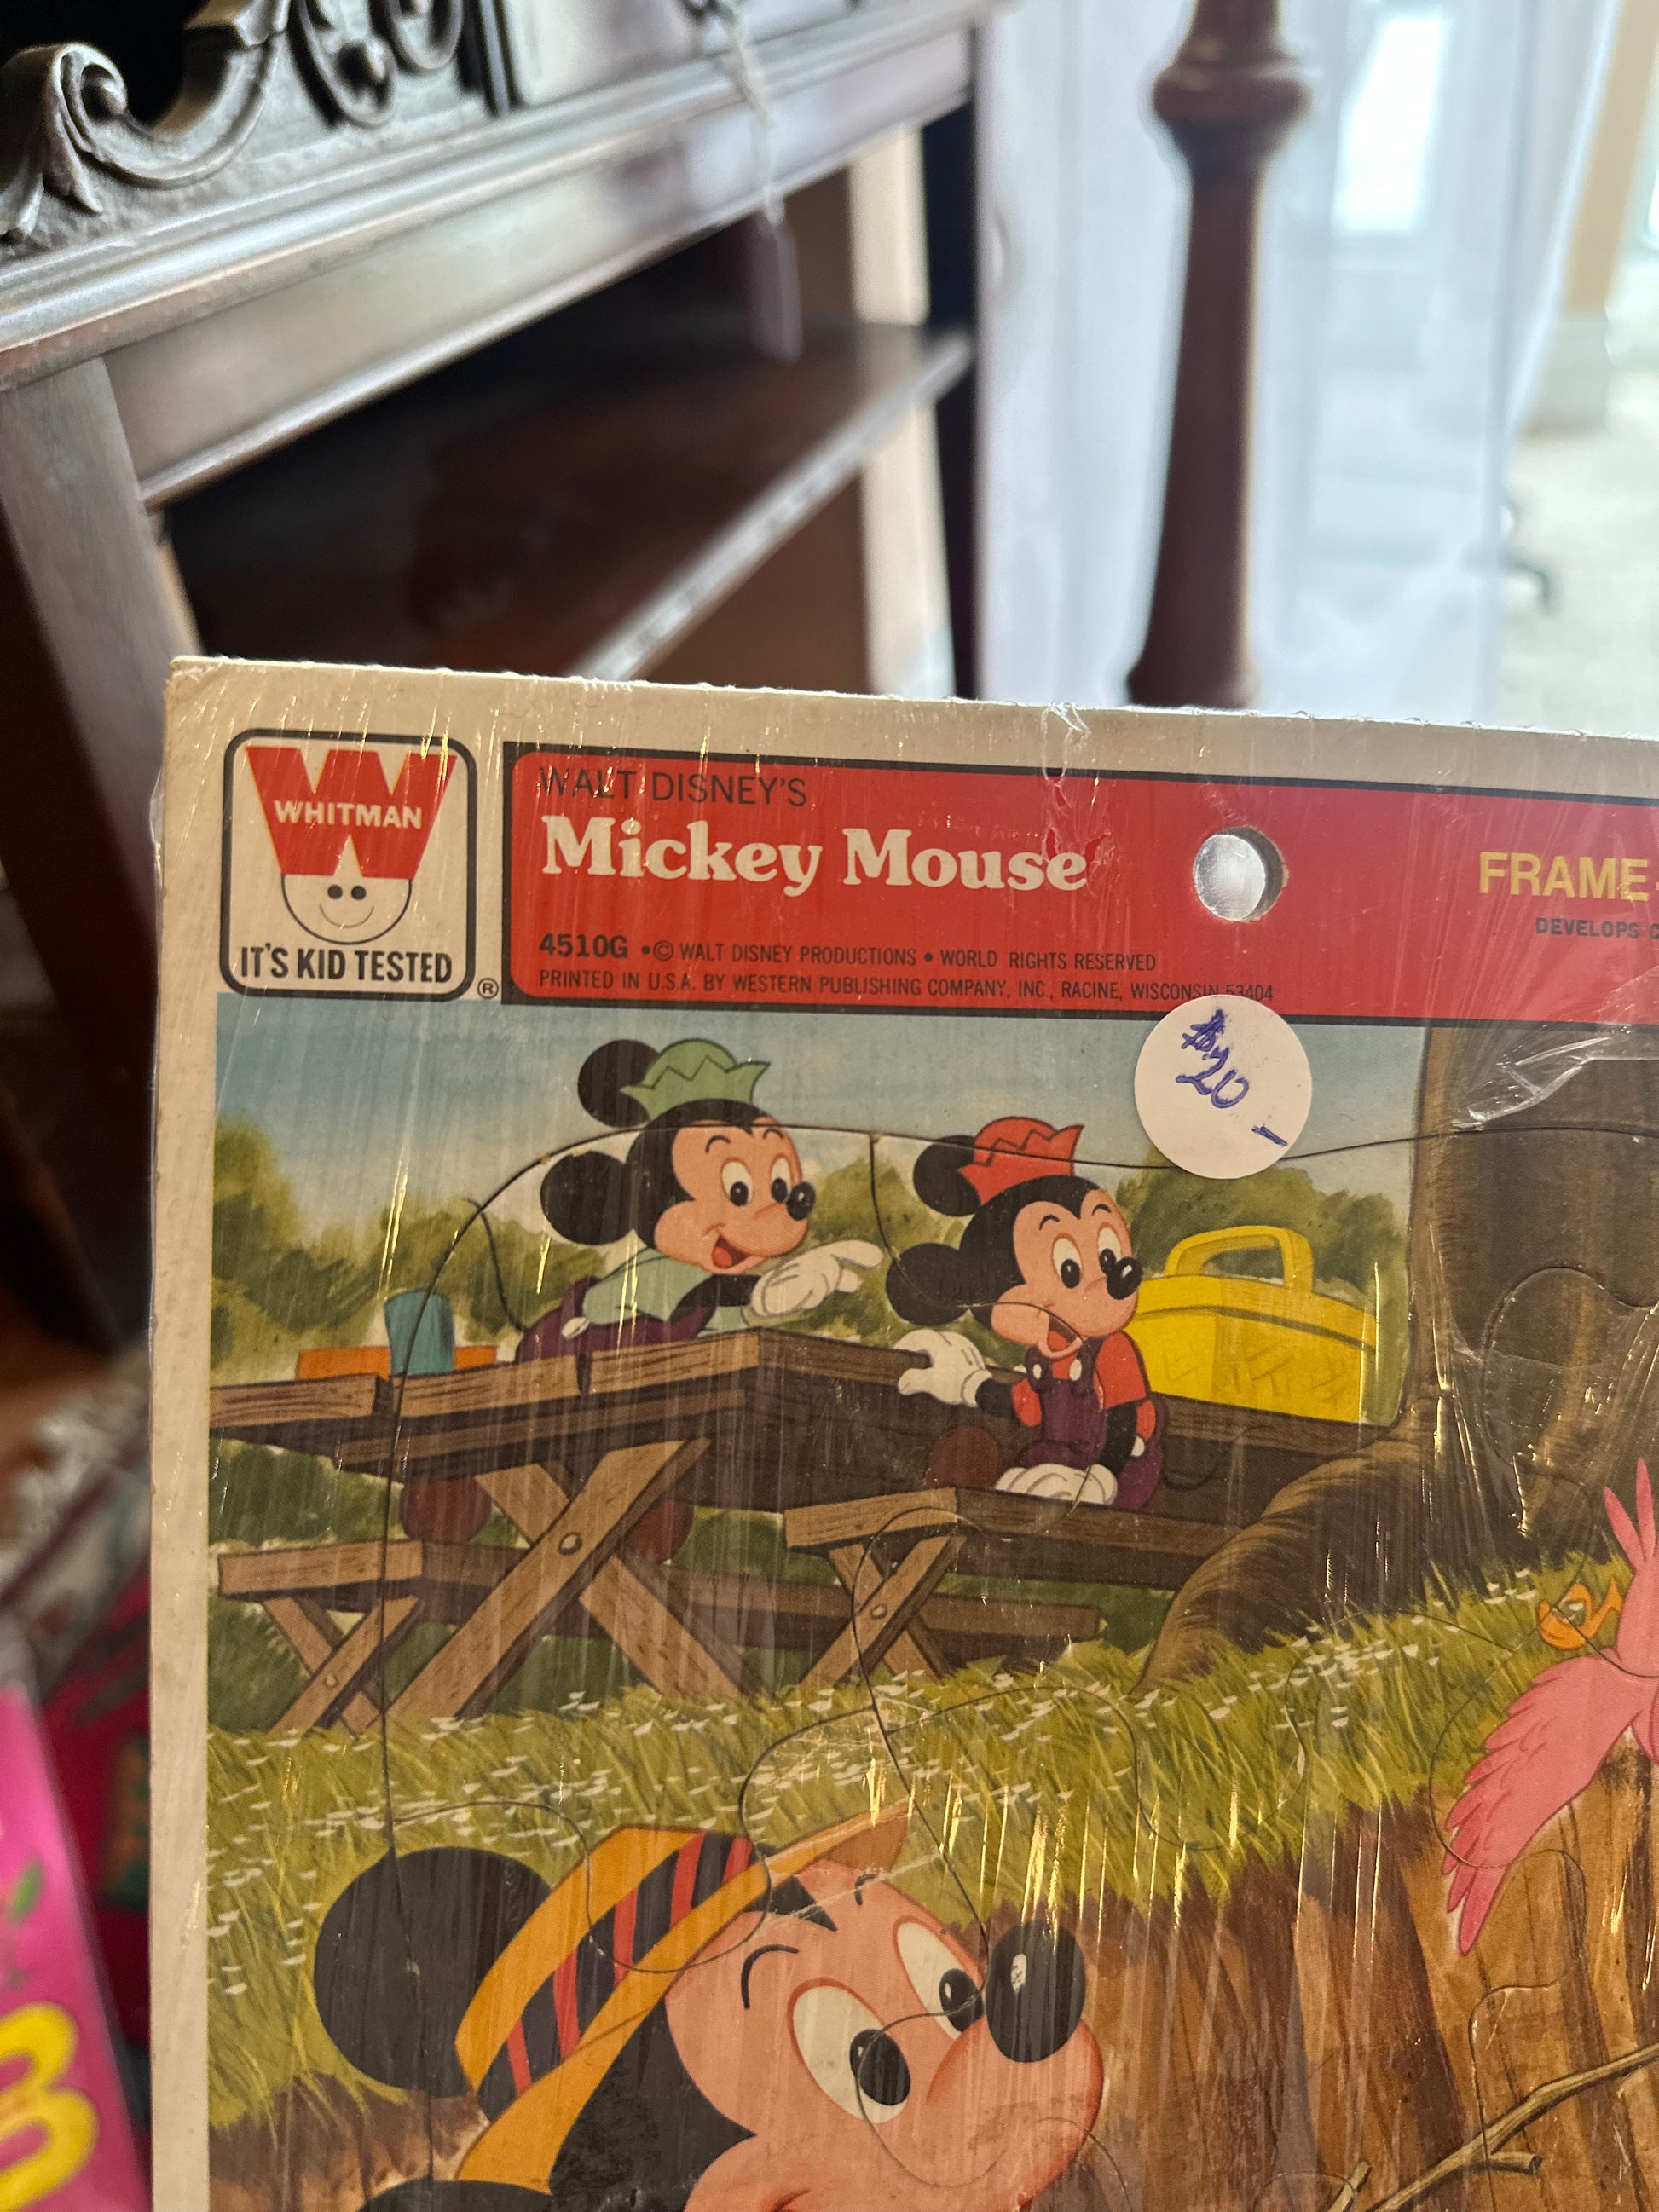 WHITMAN
IT'S KID TESTED
®
WALT DISNEY'S
Mickey Mouse
4510G • © WALT DISNEY PRODUCTIONS • WORLD RIGHTS RESERVED
PRINTED IN U.S.A. BY WESTERN PUBLISHING COMPANY, INC., RACINE, WISCONSIN 53404
FRAME-
DEVELOPS
$20 –